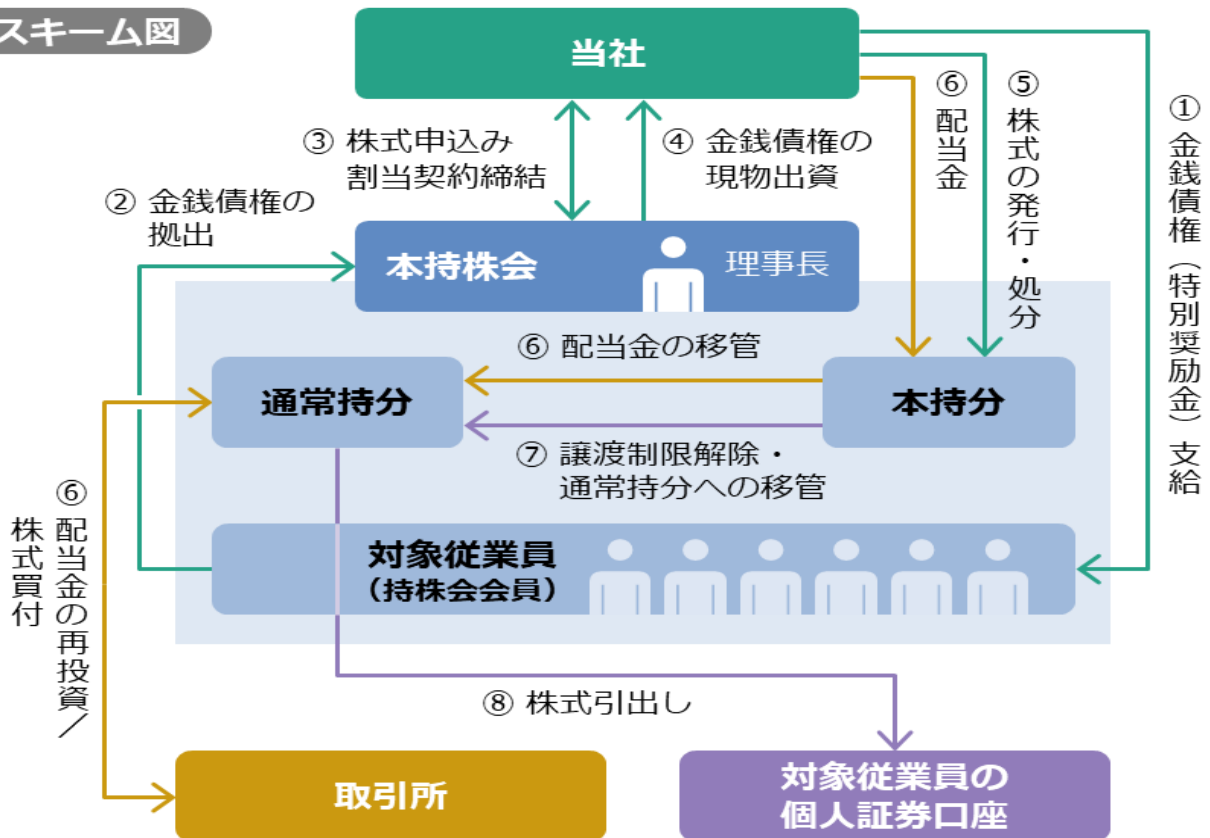 スキーム図
当社
③ 株式申込み
割当契約締結
④ 金銭債権の
現物出資
⑥ 配当金
⑤ 株式の発行・処分
① 金銭債権（特別奨励金）支給
② 金銭債権の
拠出
本持株会
理事長
⑥ 配当金の移管
通常持分
本持分
⑦ 譲渡制限解除・
通常持分への移管
⑥ 配当金の再投資／
株式買付
対象従業員
（持株会会員）
⑧ 株式引出し
取引所
対象従業員の
個人証券口座